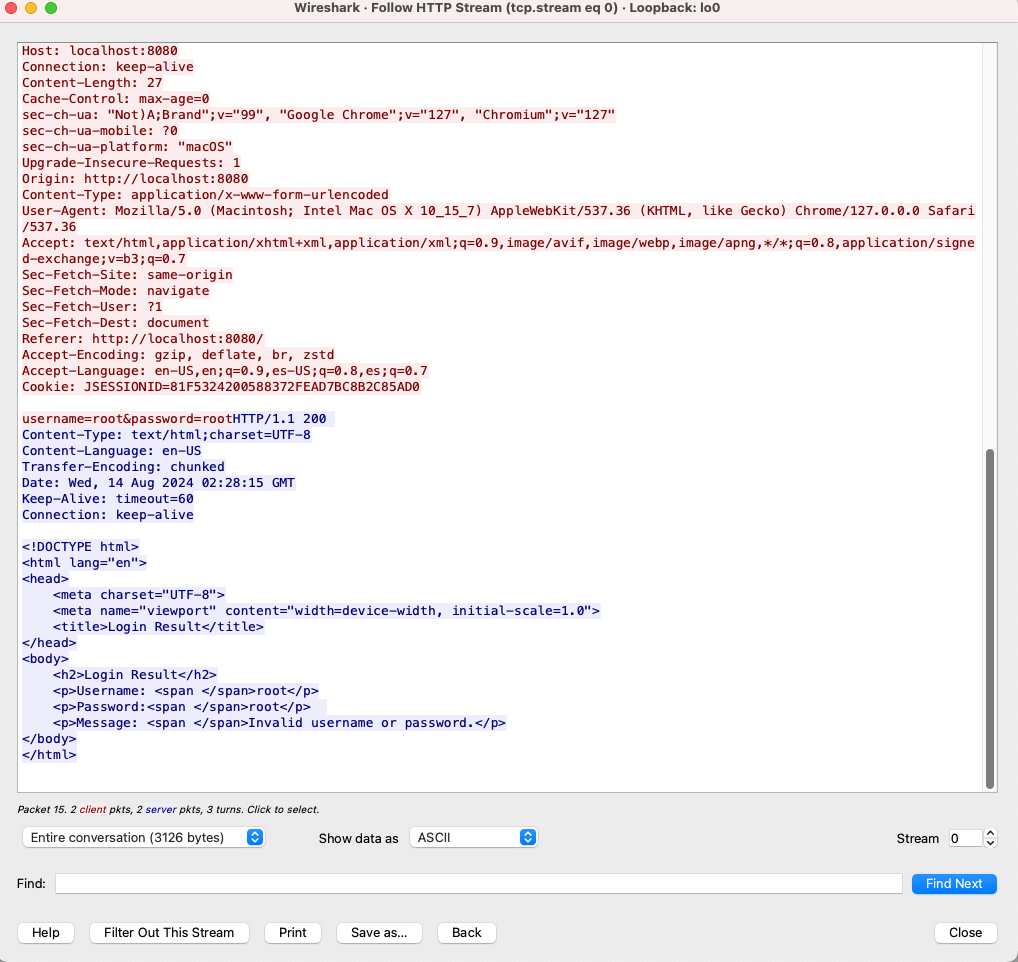 Wireshark · Follow HTTP Stream (tcp.stream eq 0) · Loopback: lo0
Host: localhost:8080
Connection: keep-alive
Content-Length: 27
Cache-Control: max-age=0
sec-ch-ua: "Not)A;Brand";v="99", "Google Chrome";v="127", "Chromium";v="127"
sec-ch-ua-mobile: ?0
sec-ch-ua-platform: "macOS"
Upgrade-Insecure-Requests: 1
Origin: http://localhost:8080
Content-Type: application/x-www-form-urlencoded
User-Agent: Mozilla/5.0 (Macintosh; Intel Mac OS X 10_15_7) AppleWebKit/537.36 (KHTML, like Gecko) Chrome/127.0.0.0 Safari
/537.36
Accept: text/html,application/xhtml+xml,application/xml;q=0.9,image/avif,image/webp,image/apng,*/*;q=0.8,application/signe
d-exchange;v=b3;q=0.7
Sec-Fetch-Site: same-origin
Sec-Fetch-Mode: navigate
Sec-Fetch-User: ?1
Sec-Fetch-Dest: document
Referer: http://localhost:8080/
Accept-Encoding: gzip, deflate, br, zstd
Accept-Language: en-US,en;q=0.9,es-US;q=0.8,es;q=0.7
Cookie: JSESSIONID=81F5324200588372FEAD7BC8B2C85AD0
username=root&password=rootHTTP/1.1 200
Content-Type: text/html;charset=UTF-8
Content-Language: en-US
Transfer-Encoding: chunked
Date: Wed, 14 Aug 2024 02:28:15 GMT
Keep-Alive: timeout=60
Connection: keep-alive
<!DOCTYPE html>
<html lang="en">
<head>
    <meta charset="UTF-8">
    <meta name="viewport" content="width=device-width, initial-scale=1.0">
    <title>Login Result</title>
</head>
<body>
    <h2>Login Result</h2>
    <p>Username: <span </span>root</p>
    <p>Password:<span </span>root</p>
    <p>Message: <span </span>Invalid username or password.</p>
</body>
</html>
Packet 15. 2 client pkts, 2 server pkts, 3 turns. Click to select.
Entire conversation (3126 bytes) Show data as ASCII Stream 0
Find: Find Next
Help Filter Out This Stream Print Save as... Back Close